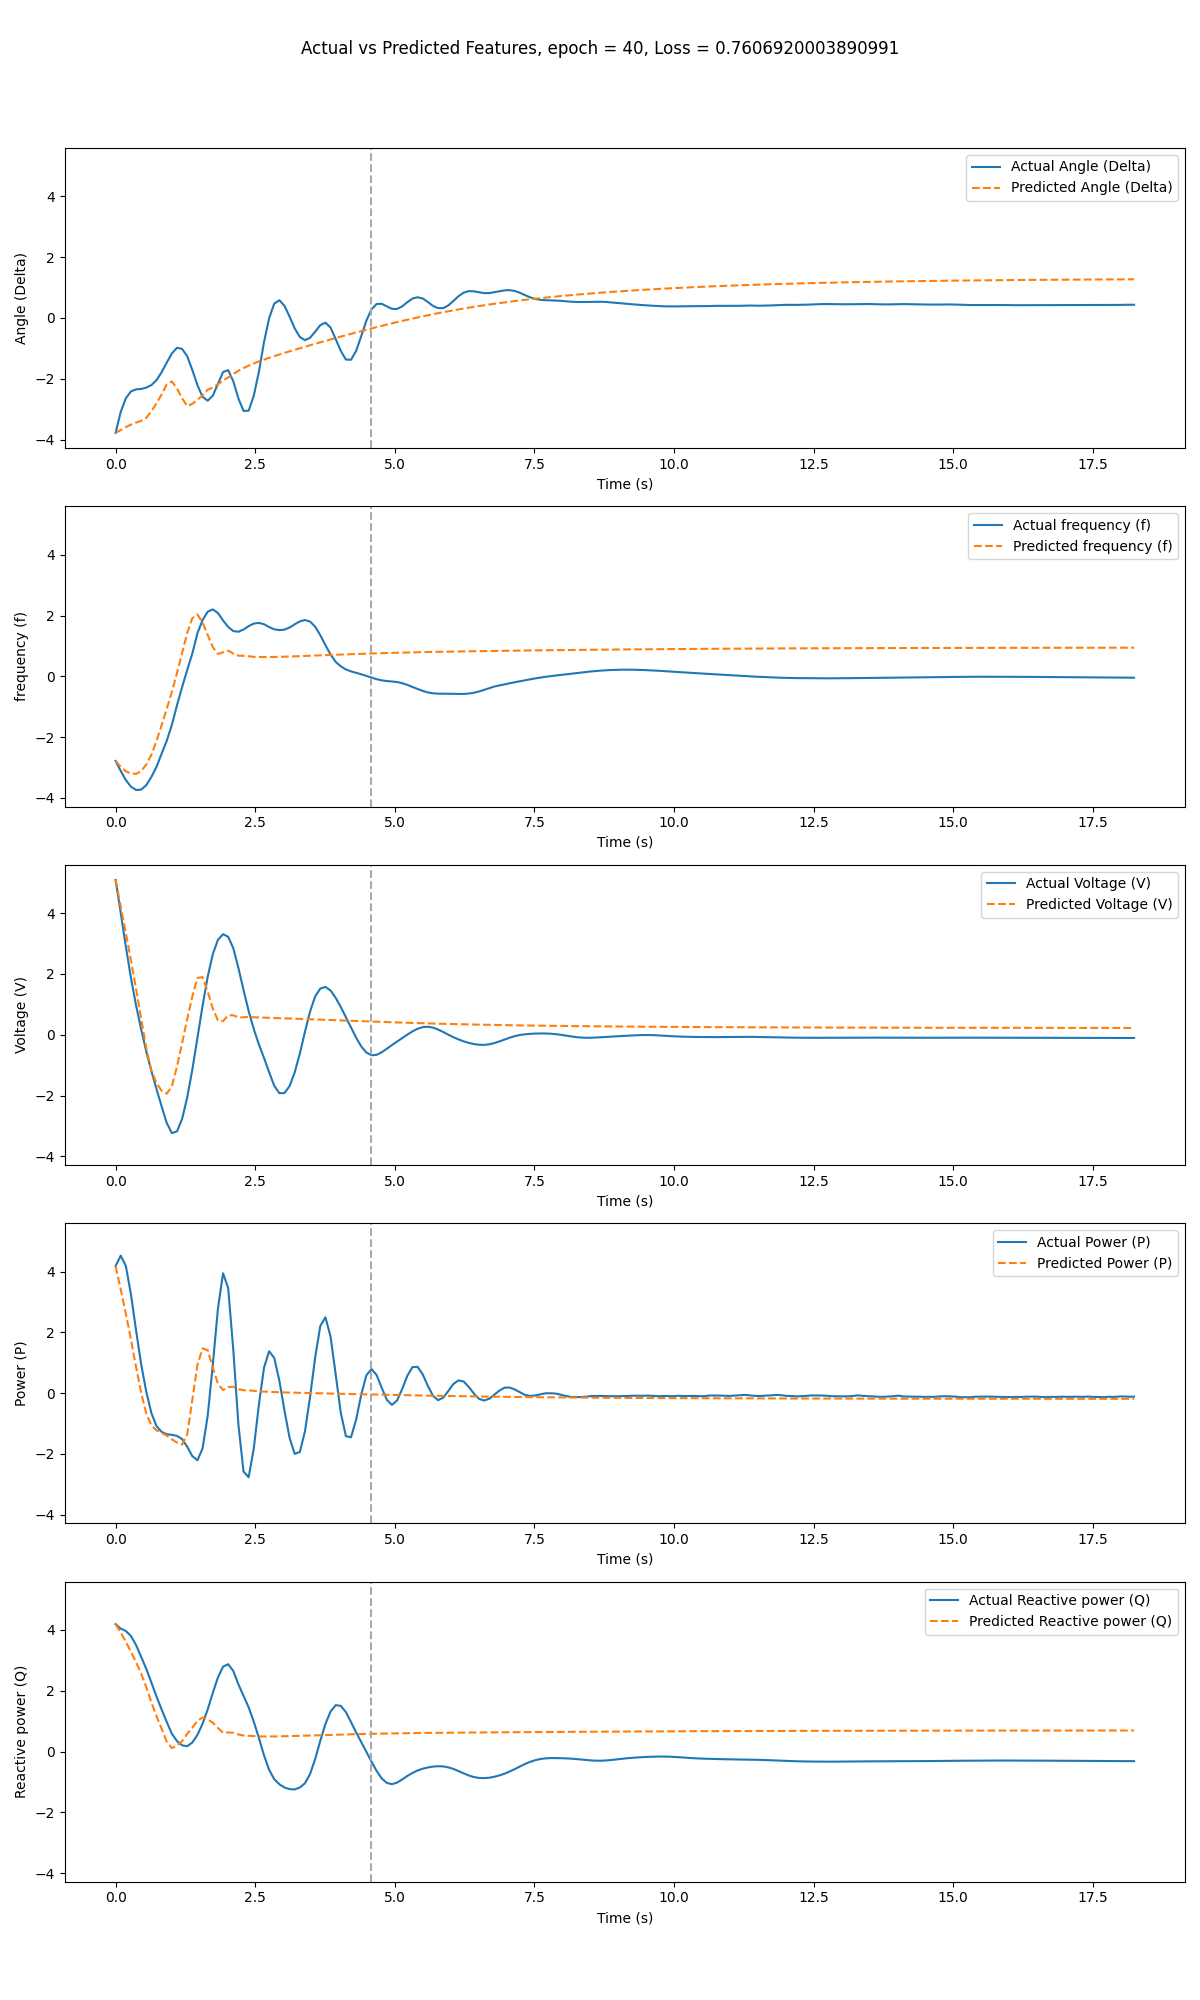 Actual vs Predicted Features, epoch = 40, Loss = 0.7606920003890991
Actual Angle (Delta)
Predicted Angle (Delta)
Angle (Delta)
4
2
0
−2
−4
0.0 2.5 5.0 7.5 10.0 12.5 15.0 17.5
Time (s)
Actual frequency (f)
Predicted frequency (f)
frequency (f)
4
2
0
−2
−4
0.0 2.5 5.0 7.5 10.0 12.5 15.0 17.5
Time (s)
Actual Voltage (V)
Predicted Voltage (V)
Voltage (V)
4
2
0
−2
−4
0.0 2.5 5.0 7.5 10.0 12.5 15.0 17.5
Time (s)
Actual Power (P)
Predicted Power (P)
Power (P)
4
2
0
−2
−4
0.0 2.5 5.0 7.5 10.0 12.5 15.0 17.5
Time (s)
Actual Reactive power (Q)
Predicted Reactive power (Q)
Reactive power (Q)
4
2
0
−2
−4
0.0 2.5 5.0 7.5 10.0 12.5 15.0 17.5
Time (s)